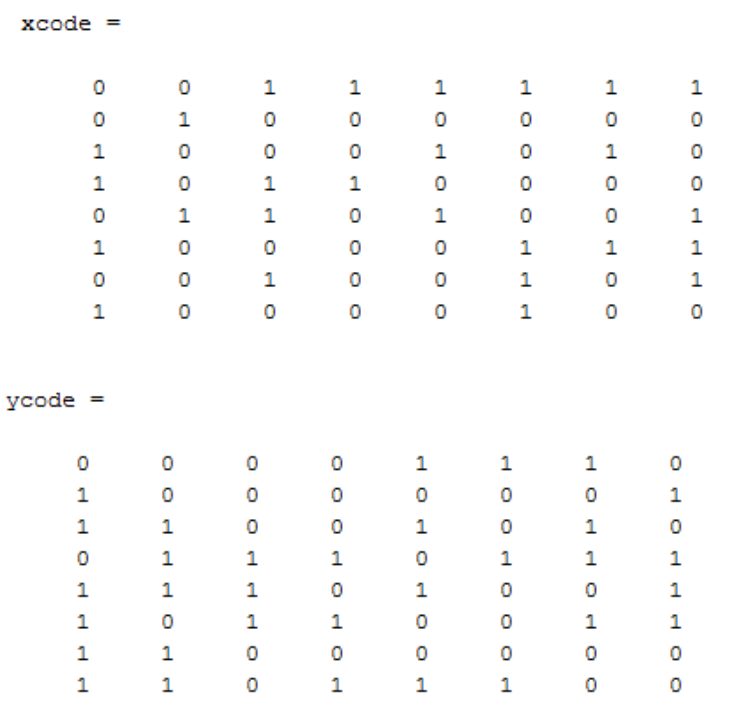 xcode =
0 0 1 1 1 1 1 1
0 1 0 0 0 0 0 0
1 0 0 0 1 0 1 0
1 0 1 1 0 0 0 0
0 1 1 0 1 0 0 1
1 0 0 0 0 1 1 1
0 0 1 0 0 1 0 1
1 0 0 0 0 1 0 0
ycode =
0 0 0 0 1 1 1 0
1 0 0 0 0 0 0 1
1 1 0 0 1 0 1 0
0 1 1 1 0 1 1 1
1 1 1 0 1 0 0 1
1 0 1 1 0 0 1 1
1 1 0 0 0 0 0 0
1 1 0 1 1 1 0 0